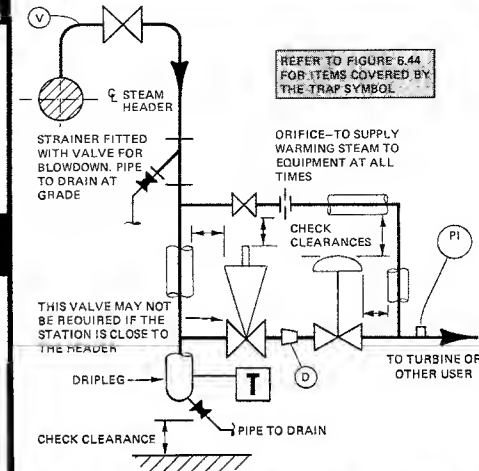 V
REFER TO FIGURE 6.44
FOR ITEMS COVERED BY
THE TRAP SYMBOL
℄ STEAM
HEADER
STRAINER FITTED
WITH VALVE FOR
BLOWDOWN. PIPE
TO DRAIN AT
GRADE
ORIFICE–TO SUPPLY
WARMING STEAM TO
EQUIPMENT AT ALL
TIMES
CHECK
CLEARANCES
PI
THIS VALVE MAY NOT
BE REQUIRED IF THE
STATION IS CLOSE TO
THE HEADER
TO TURBINE OR
OTHER USER
D
DRIPLEG
T
PIPE TO DRAIN
CHECK CLEARANCE